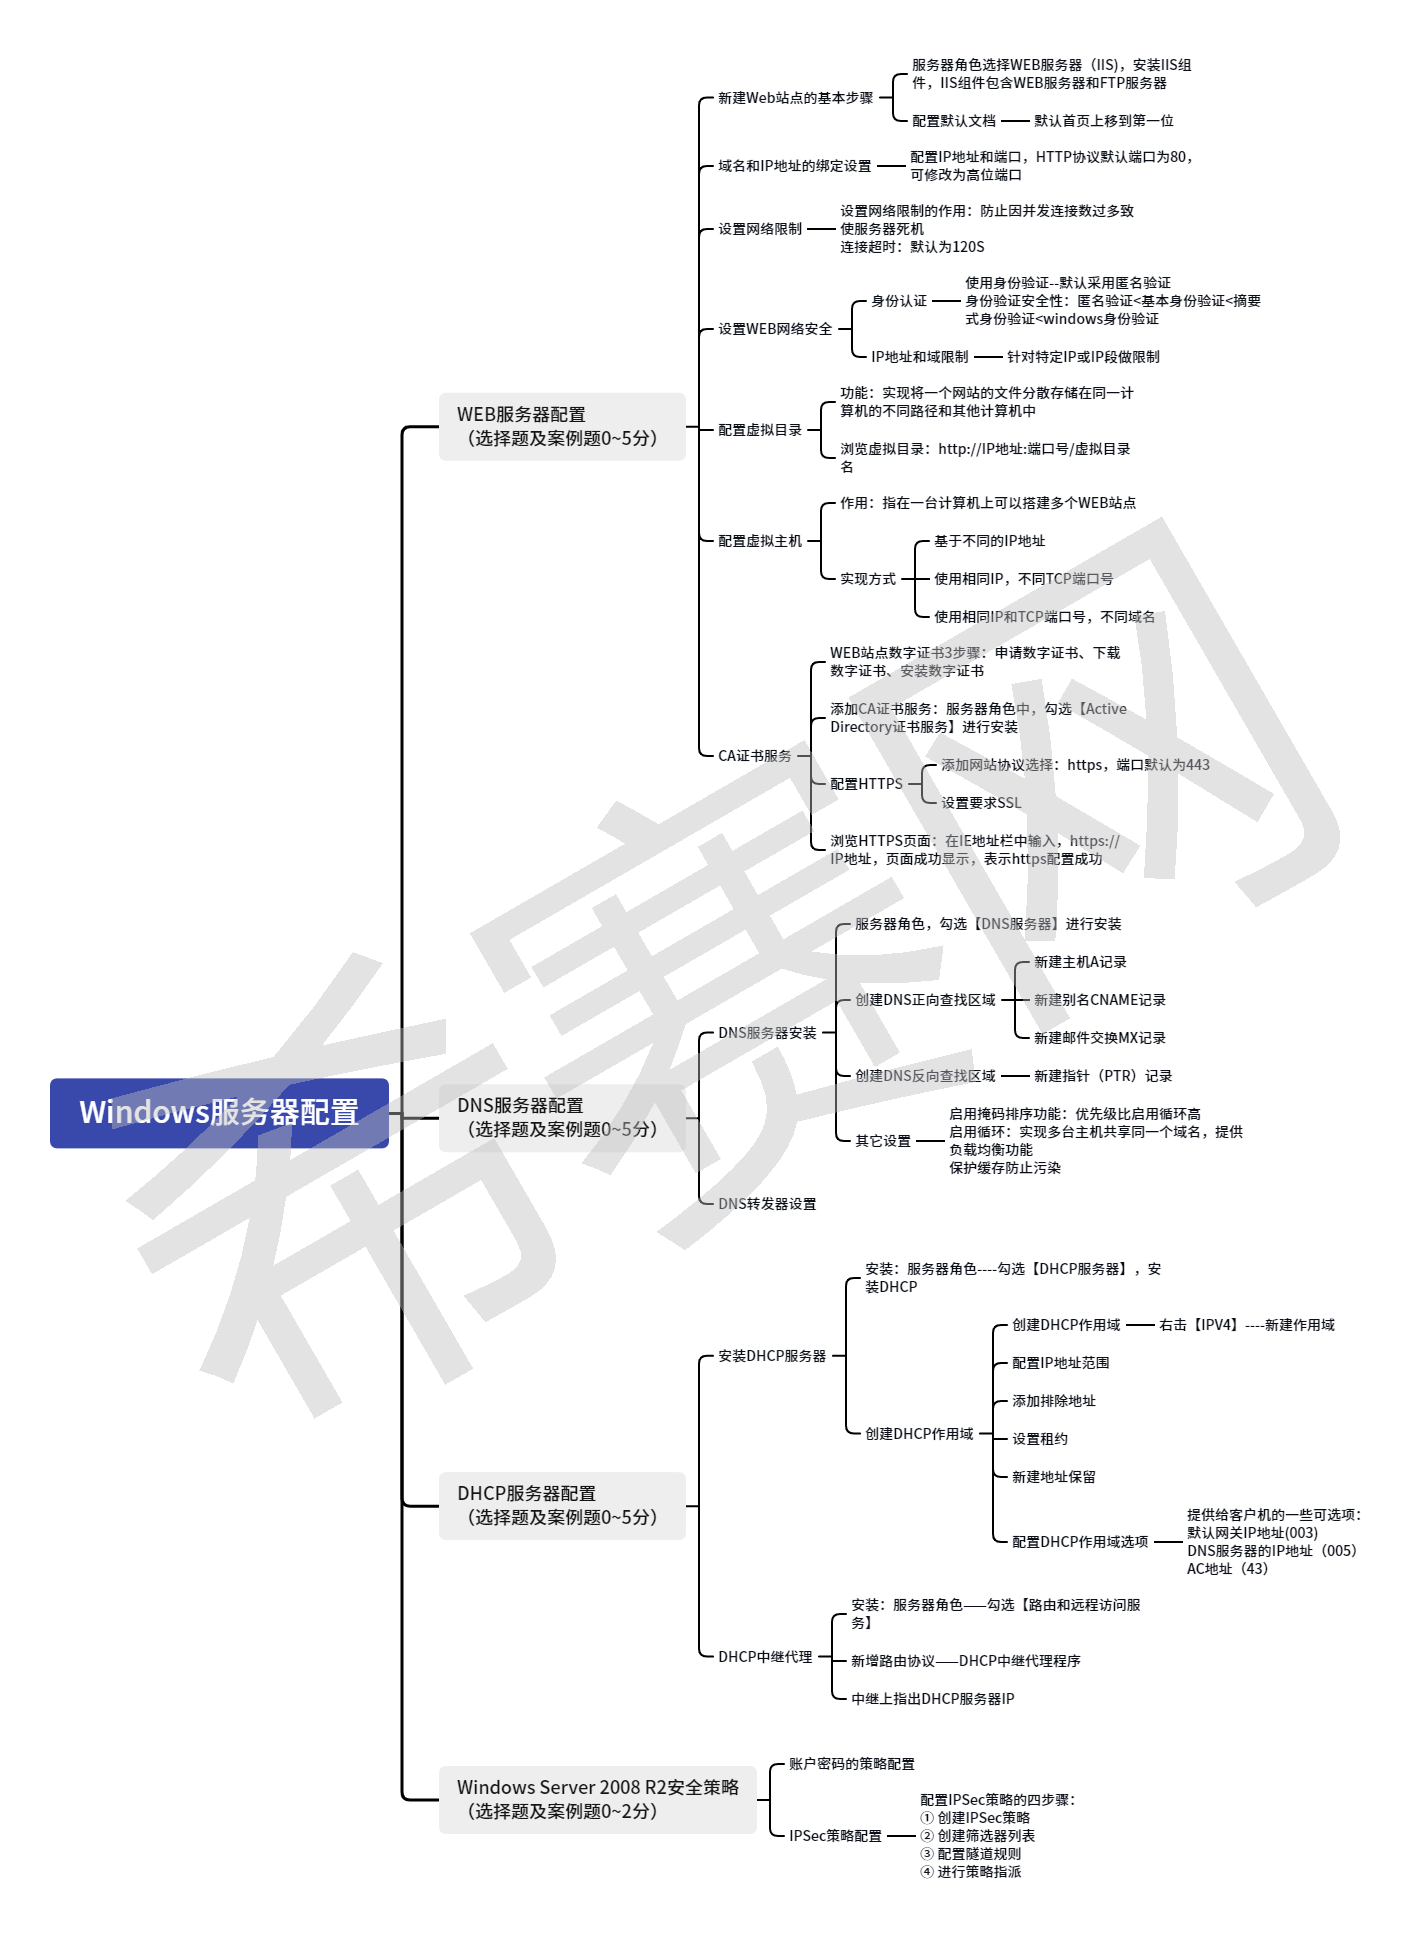 Windows服务器配置
WEB服务器配置
（选择题及案例题0~5分）
新建Web站点的基本步骤
服务器角色选择WEB服务器（IIS)，安装IIS组
件，IIS组件包含WEB服务器和FTP服务器
配置默认文档
默认首页上移到第一位
域名和IP地址的绑定设置
配置IP地址和端口，HTTP协议默认端口为80，
可修改为高位端口
设置网络限制
设置网络限制的作用：防止因并发连接数过多致
使服务器死机
连接超时：默认为120S
设置WEB网络安全
身份认证
使用身份验证--默认采用匿名验证
身份验证安全性：匿名验证<基本身份验证<摘要
式身份验证<windows身份验证
IP地址和域限制
针对特定IP或IP段做限制
配置虚拟目录
功能：实现将一个网站的文件分散存储在同一计
算机的不同路径和其他计算机中
浏览虚拟目录：http://IP地址:端口号/虚拟目录
名
配置虚拟主机
作用：指在一台计算机上可以搭建多个WEB站点
实现方式
基于不同的IP地址
使用相同IP，不同TCP端口号
使用相同IP和TCP端口号，不同域名
CA证书服务
WEB站点数字证书3步骤：申请数字证书、下载
数字证书、安装数字证书
添加CA证书服务：服务器角色中，勾选【Active
Directory证书服务】进行安装
配置HTTPS
添加网站协议选择：https，端口默认为443
设置要求SSL
浏览HTTPS页面：在IE地址栏中输入，https://
IP地址，页面成功显示，表示https配置成功
DNS服务器配置
（选择题及案例题0~5分）
DNS服务器安装
服务器角色，勾选【DNS服务器】进行安装
创建DNS正向查找区域
新建主机A记录
新建别名CNAME记录
新建邮件交换MX记录
创建DNS反向查找区域
新建指针（PTR）记录
其它设置
启用掩码排序功能：优先级比启用循环高
启用循环：实现多台主机共享同一个域名，提供
负载均衡功能
保护缓存防止污染
DNS转发器设置
DHCP服务器配置
（选择题及案例题0~5分）
安装DHCP服务器
安装：服务器角色----勾选【DHCP服务器】，安
装DHCP
创建DHCP作用域
创建DHCP作用域
右击【IPV4】----新建作用域
配置IP地址范围
添加排除地址
设置租约
新建地址保留
配置DHCP作用域选项
提供给客户机的一些可选项：
默认网关IP地址(003)
DNS服务器的IP地址（005）
AC地址（43）
DHCP中继代理
安装：服务器角色——勾选【路由和远程访问服
务】
新增路由协议——DHCP中继代理程序
中继上指出DHCP服务器IP
Windows Server 2008 R2安全策略
（选择题及案例题0~2分）
账户密码的策略配置
IPSec策略配置
配置IPSec策略的四步骤：
① 创建IPSec策略
② 创建筛选器列表
③ 配置隧道规则
④ 进行策略指派
希赛网